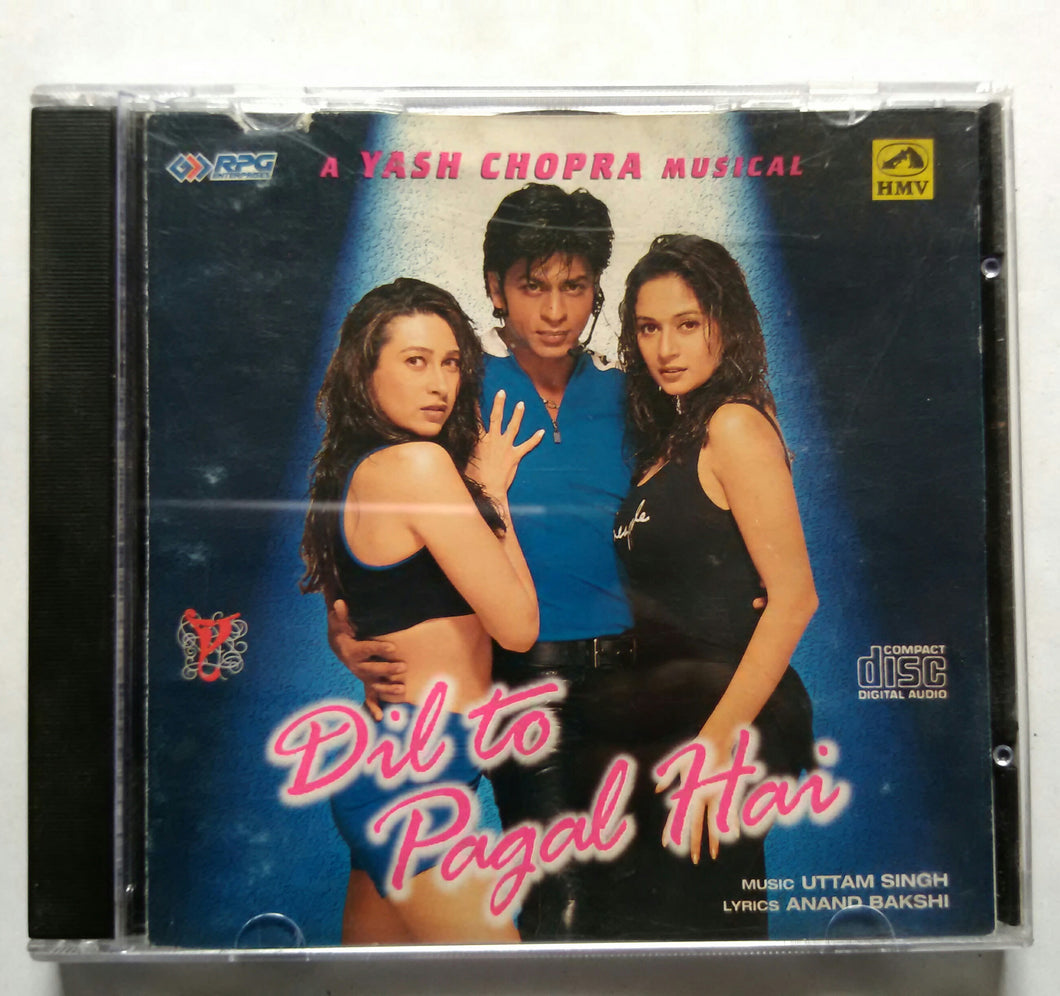 RPG
ENTERPRISES
A YASH CHOPRA MUSICAL
HMV
COMPACT
disc
DIGITAL AUDIO
Dil to
Pagal Hai
MUSIC UTTAM SINGH
LYRICS ANAND BAKSHI